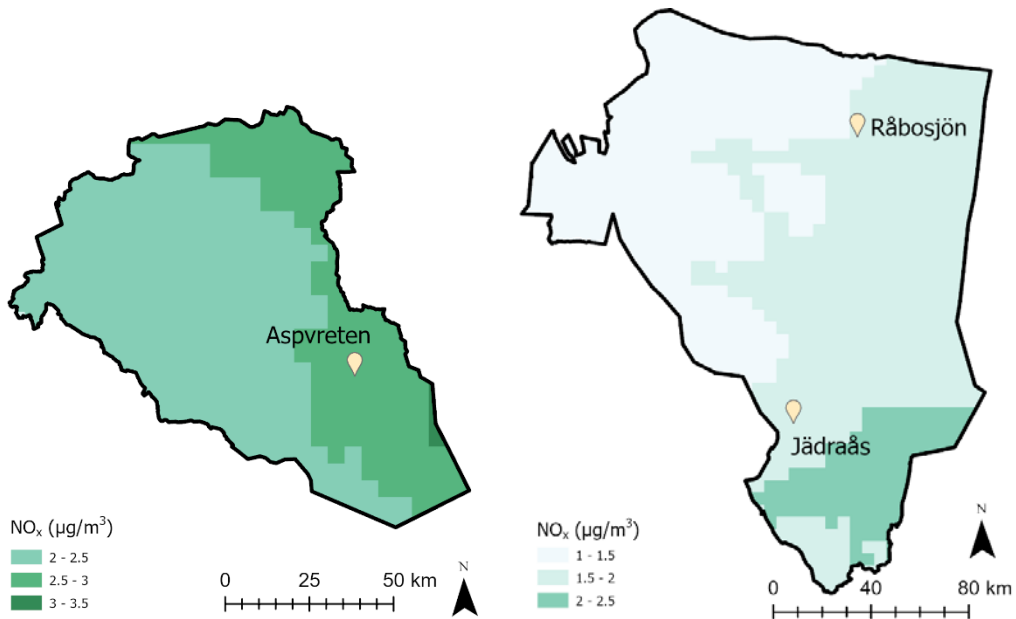 Råbosjön
Aspvreten
Jädraås
NOₓ (µg/m³)
2 - 2.5
2.5 - 3
3 - 3.5
0 25 50 km
N
NOₓ (µg/m³)
1 - 1.5
1.5 - 2
2 - 2.5
0 40 80 km
N